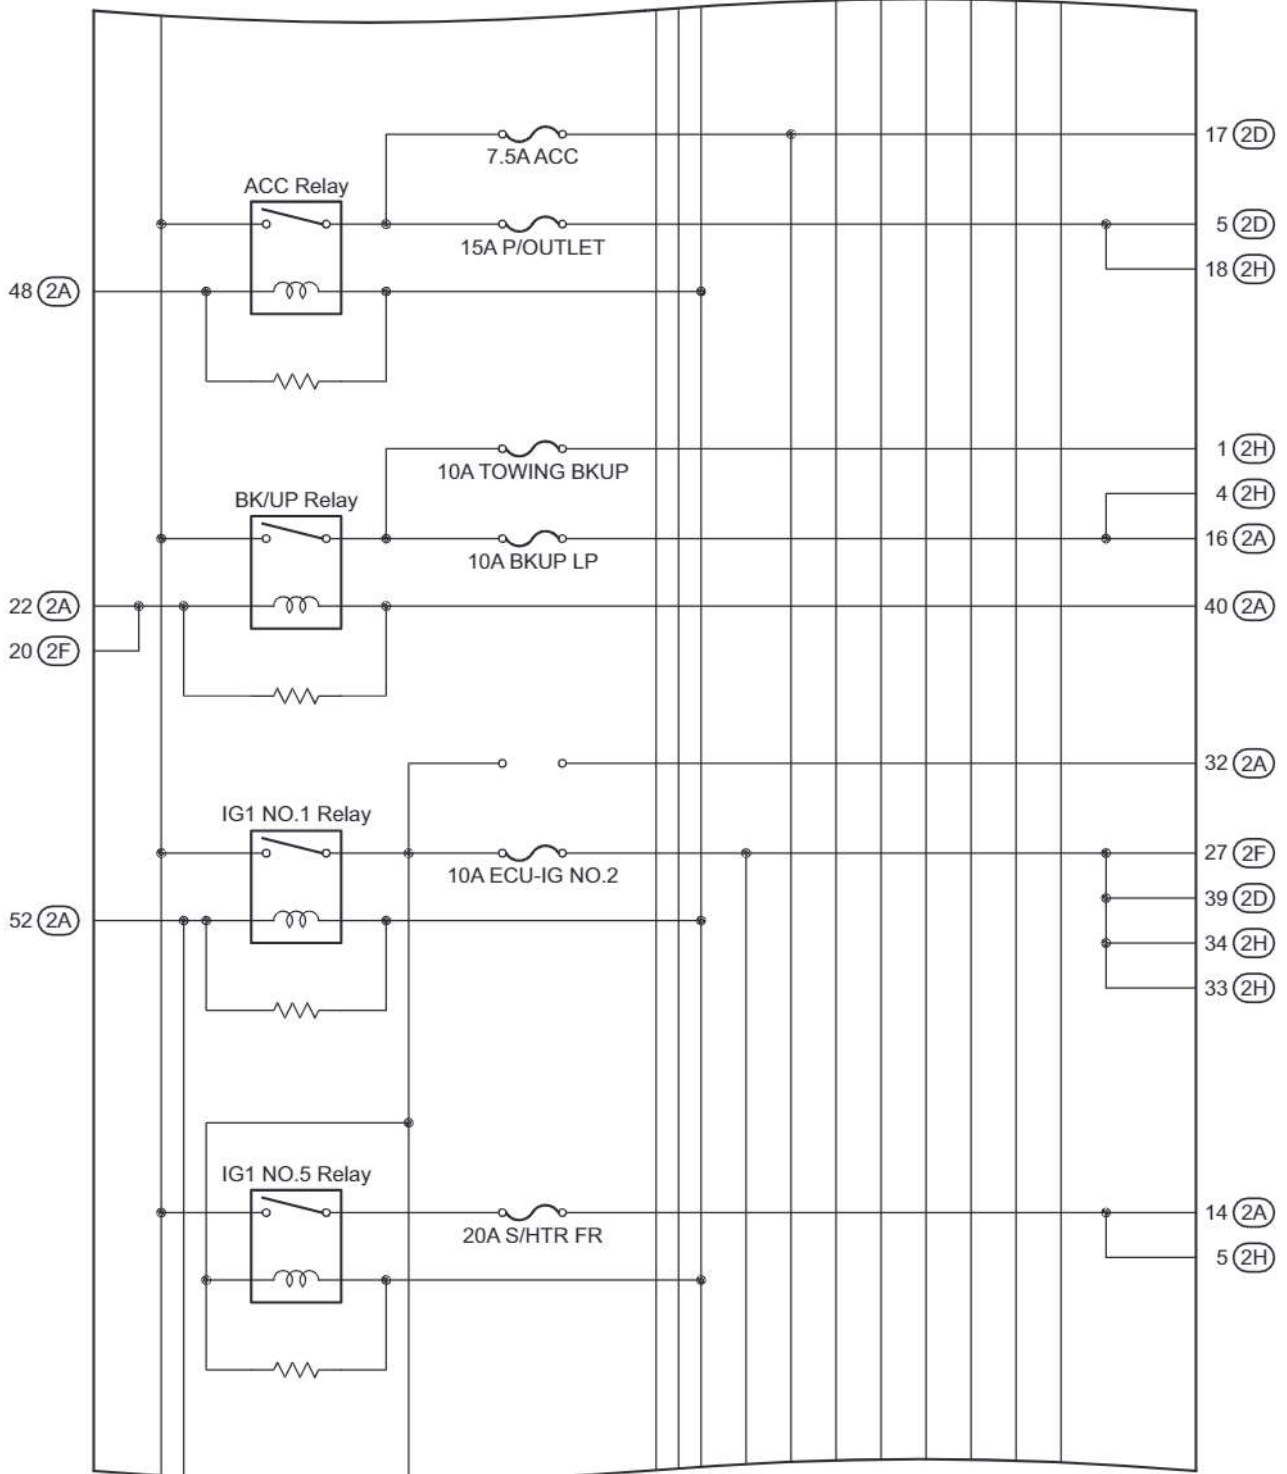 17 2D
7.5A ACC
ACC Relay
5 2D
15A P/OUTLET
18 2H
48 2A
1 2H
10A TOWING BKUP
4 2H
BK/UP Relay
16 2A
10A BKUP LP
22 2A
40 2A
20 2F
32 2A
IG1 NO.1 Relay
27 2F
10A ECU-IG NO.2
39 2D
52 2A
34 2H
33 2H
IG1 NO.5 Relay
14 2A
20A S/HTR FR
5 2H